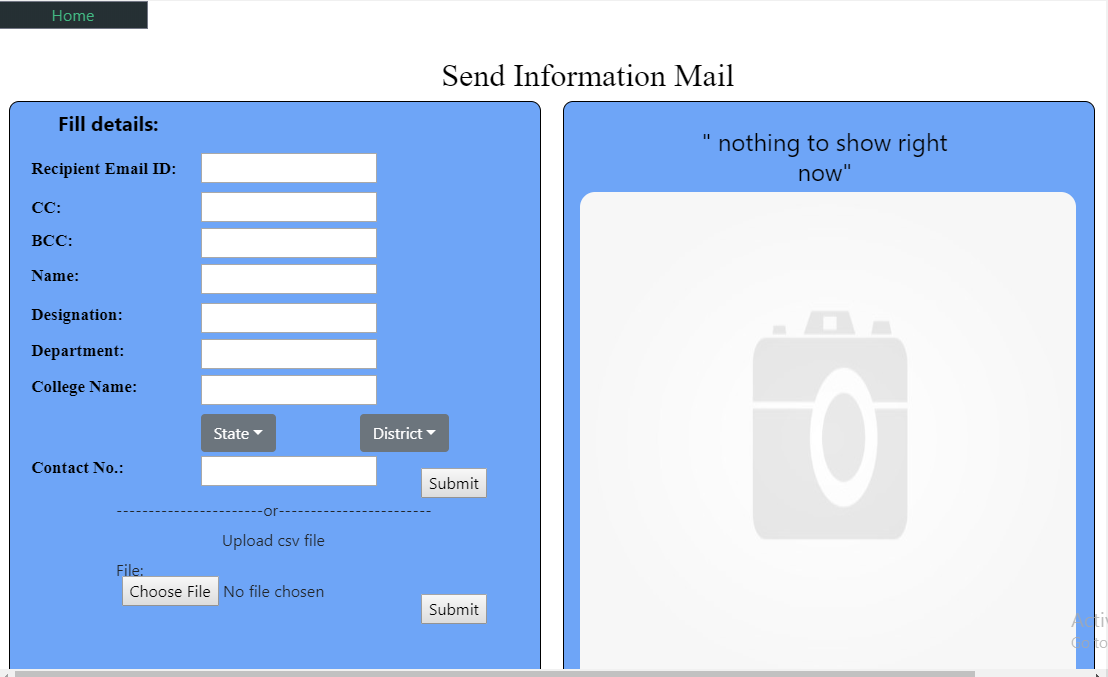 Home
Send Information Mail
Fill details:
Recipient Email ID:
CC:
BCC:
Name:
Designation:
Department:
College Name:
State District
Contact No.:
Submit
-----------------------or------------------------
Upload csv file
File:
Choose File No file chosen
Submit
" nothing to show right
now"
Go to